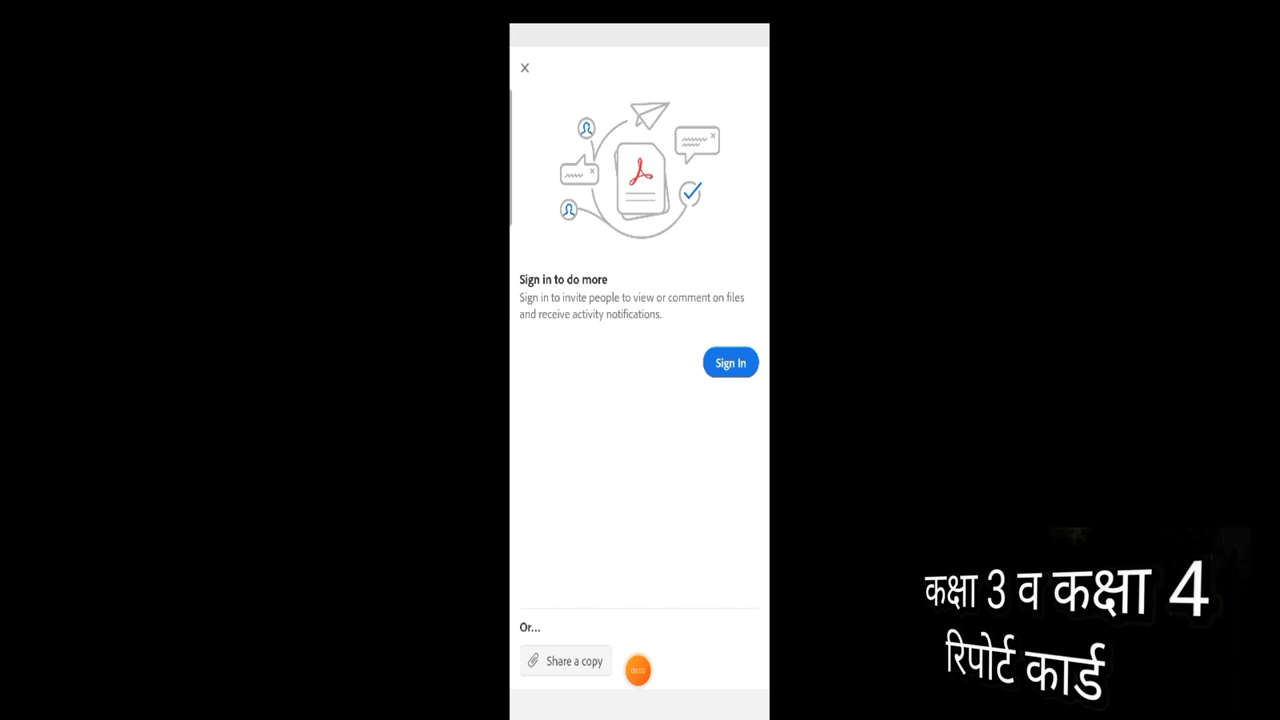 Sign in to do more
Sign in to invite people to view or comment on files
and receive activity notifications.
Sign In
Or...
Share a copy
कक्षा 3 व कक्षा 4
रिपोर्ट कार्ड